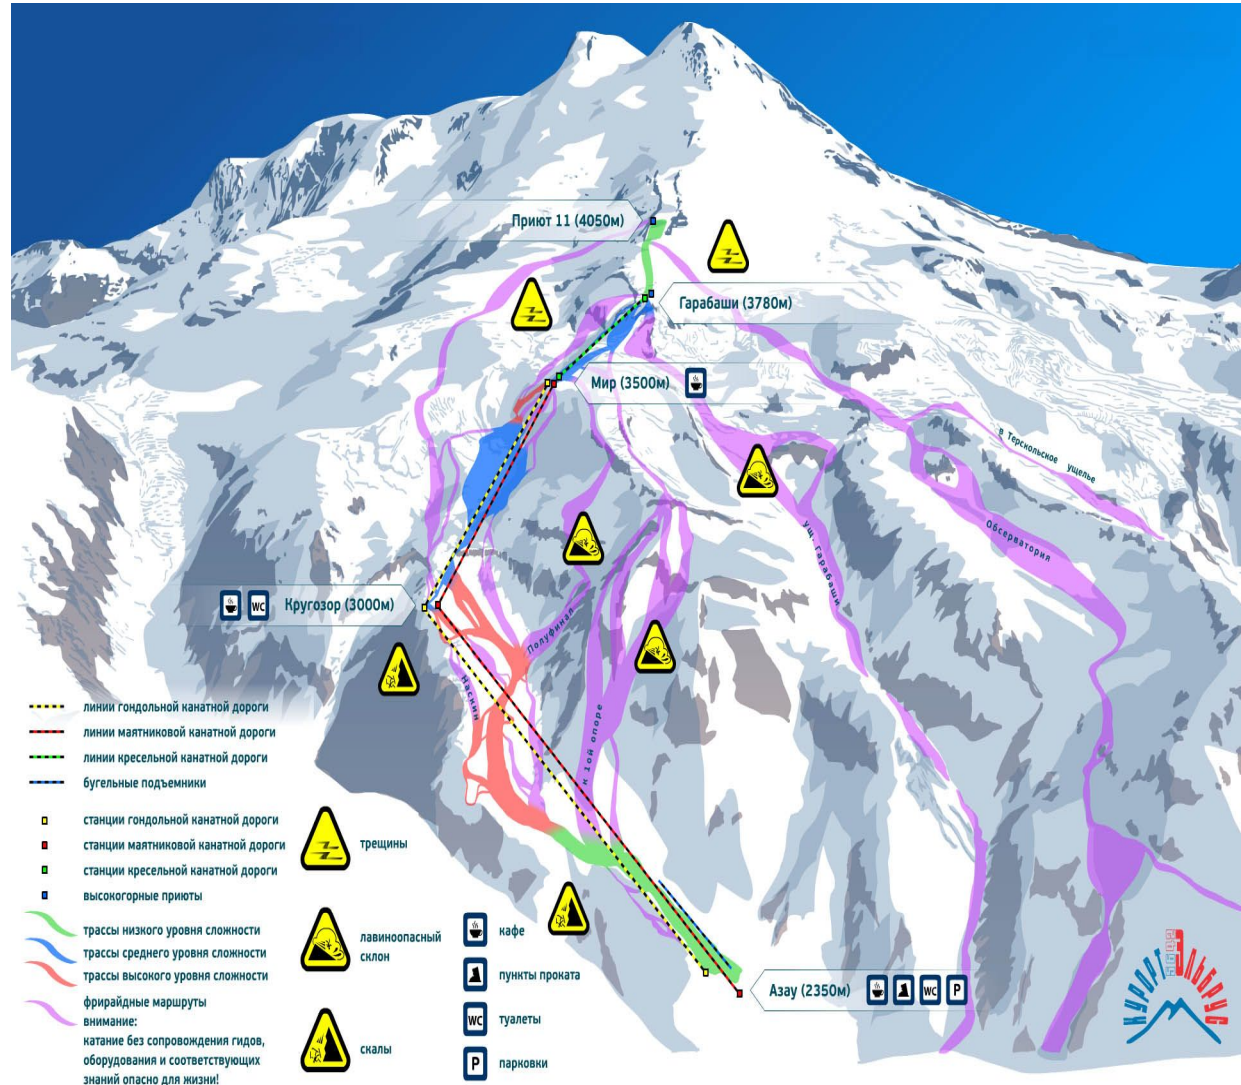 Приют 11 (4050м)
Гарабаши (3780м)
Мир (3500м)
в Терскольское ущелье
Обсерватория
ущ. Гарабаши
Кругозор (3000м)
WC
Полуфинал
Наскии
к 1ой опоре
линии гондольной канатной дороги
линии маятниковой канатной дороги
линии кресельной канатной дороги
бугельные подъемники
станции гондольной канатной дороги
станции маятниковой канатной дороги
станции кресельной канатной дороги
высокогорные приюты
трассы низкого уровня сложности
трассы среднего уровня сложности
трассы высокого уровня сложности
фрирайдные маршруты
внимание:
катание без сопровождения гидов,
оборудования и соответствующих
знаний опасно для жизни!
трещины
лавиноопасный
склон
скалы
кафе
пункты проката
WC туалеты
P парковки
Азау (2350м)
WC P
5642
КУРОРТ ЭЛЬБРУС